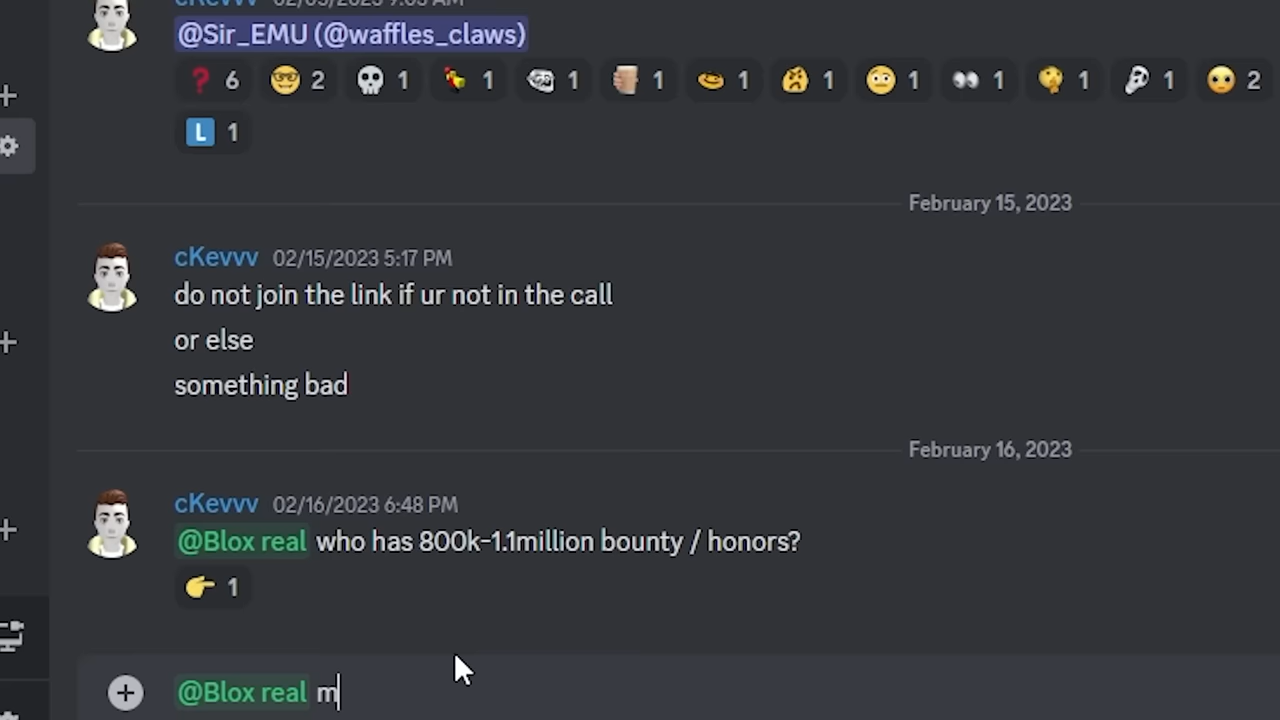 cKevvv 02/05/2023 9:05 AM
@Sir_EMU (@waffles_claws)
6 2 1 1 1 1 1 1 1 1 1 1 2
L 1
February 15, 2023
cKevvv 02/15/2023 5:17 PM
do not join the link if ur not in the call
or else
something bad
February 16, 2023
cKevvv 02/16/2023 6:48 PM
@Blox real who has 800k-1.1million bounty / honors?
1
@Blox real m